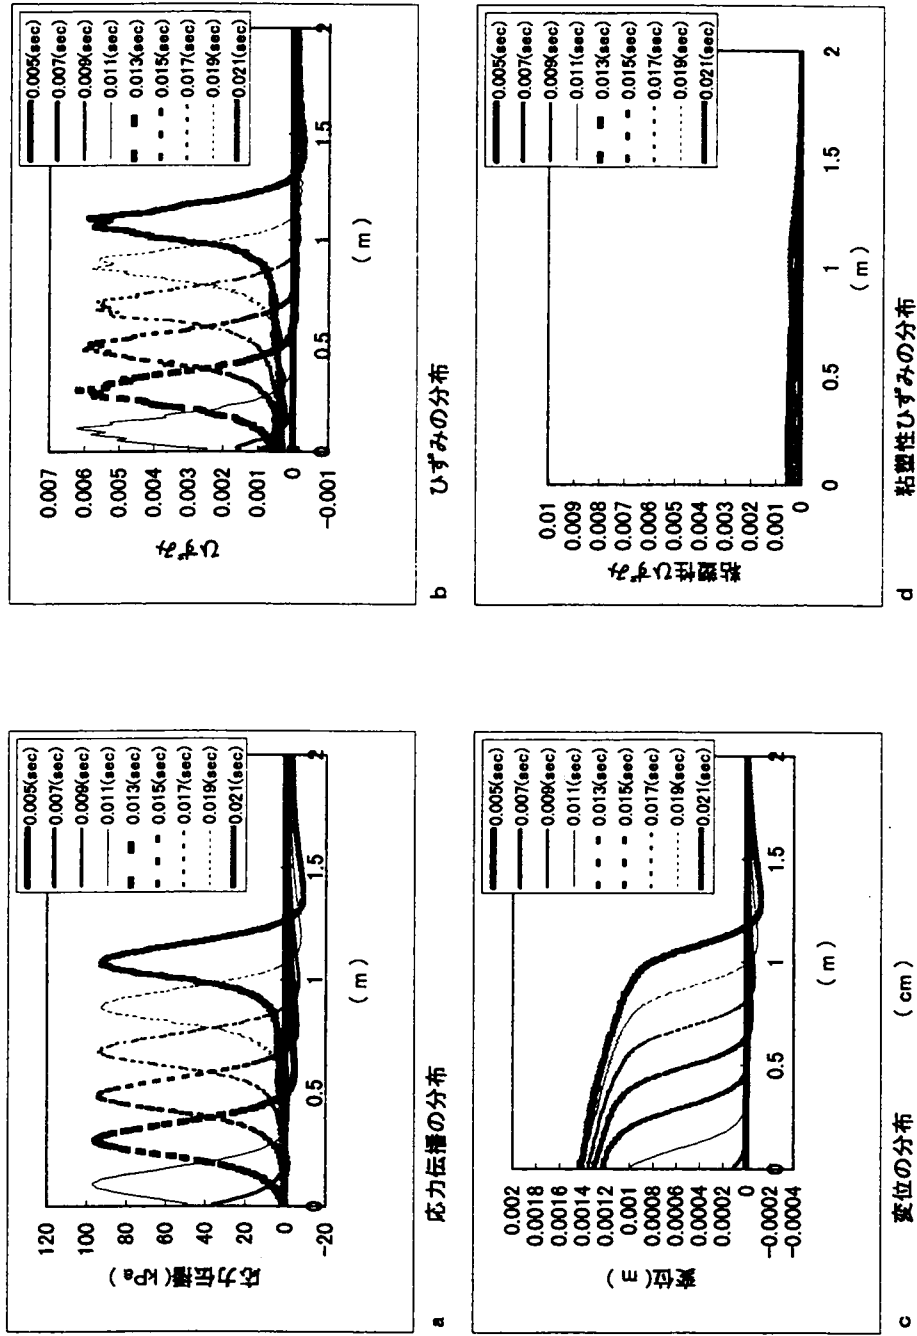 応力伝播(kPa)
120
100
80
60
40
20
0
-20
0
0.5
1
1.5
2
(m)
0.005(sec)
0.007(sec)
0.009(sec)
0.011(sec)
0.013(sec)
0.015(sec)
0.017(sec)
0.019(sec)
0.021(sec)
a 応力伝播の分布
ひずみ
0.007
0.006
0.005
0.004
0.003
0.002
0.001
0
-0.001
0
0.5
1
1.5
2
(m)
0.005(sec)
0.007(sec)
0.009(sec)
0.011(sec)
0.013(sec)
0.015(sec)
0.017(sec)
0.019(sec)
0.021(sec)
b ひずみの分布
変位(m)
0.002
0.0018
0.0016
0.0014
0.0012
0.001
0.0008
0.0006
0.0004
0.0002
0
-0.0002
-0.0004
0
0.5
1
1.5
2
(m)
0.005(sec)
0.007(sec)
0.009(sec)
0.011(sec)
0.013(sec)
0.015(sec)
0.017(sec)
0.019(sec)
0.021(sec)
c 変位の分布 (cm)
粘塑性ひずみ
0.01
0.009
0.008
0.007
0.006
0.005
0.004
0.003
0.002
0.001
0
0
0.5
1
1.5
2
(m)
0.005(sec)
0.007(sec)
0.009(sec)
0.011(sec)
0.013(sec)
0.015(sec)
0.017(sec)
0.019(sec)
0.021(sec)
d 粘塑性ひずみの分布